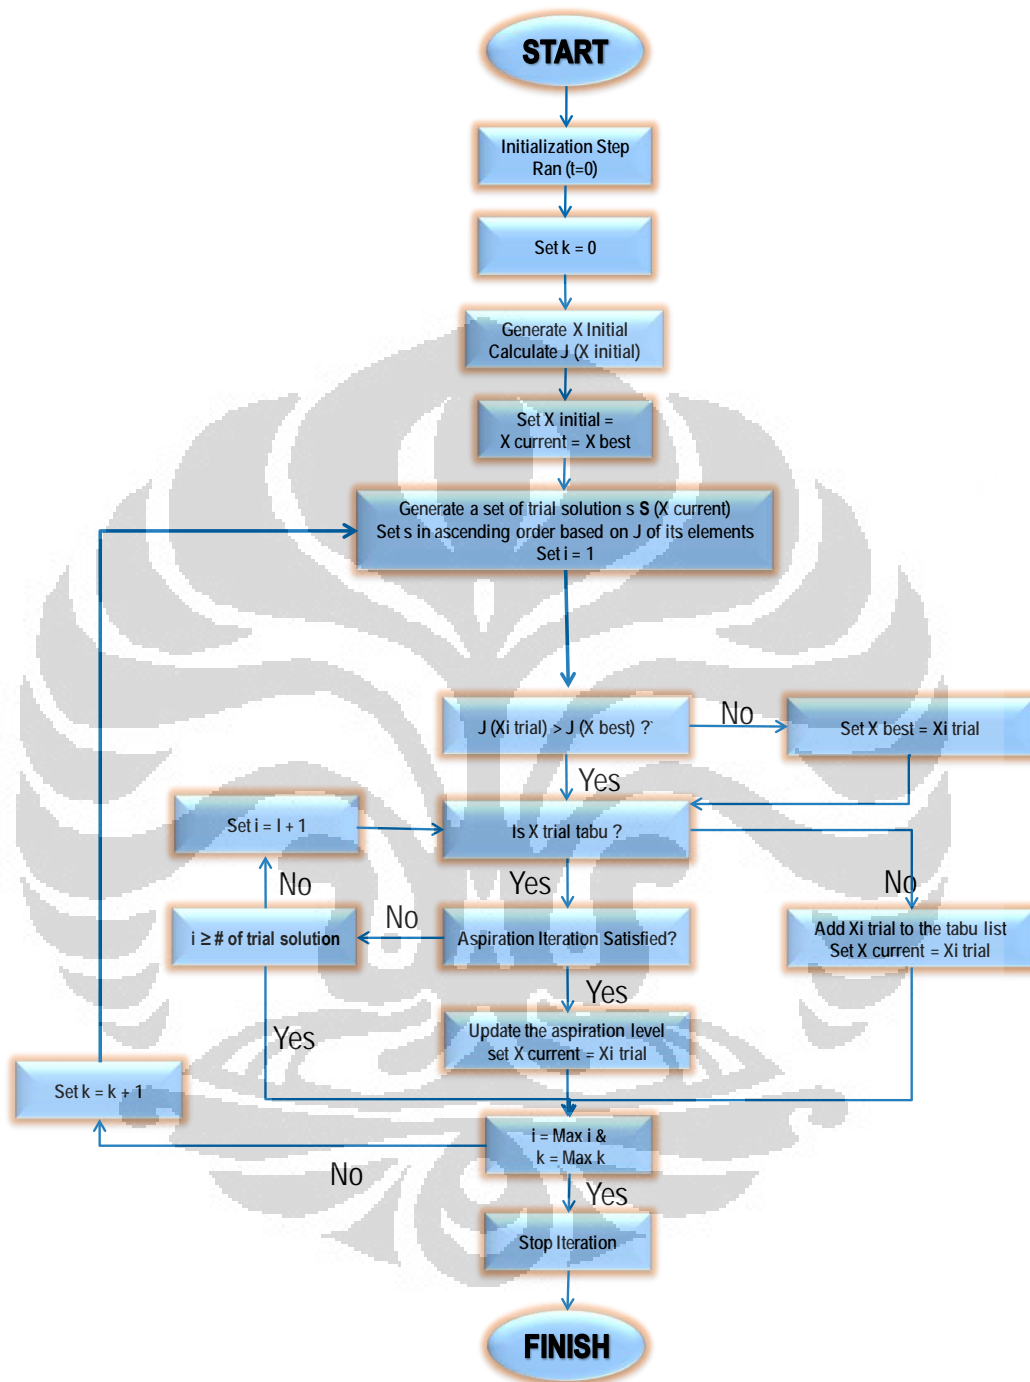 START
Initialization Step
Ran (t=0)
Set k = 0
Generate X Initial
Calculate J (X initial)
Set X initial =
X current = X best
Generate a set of trial solution s S (X current)
Set s in ascending order based on J of its elements
Set i = 1
J (Xi trial) > J (X best) ?
No
Set X best = Xi trial
Yes
Set i = I + 1
Is X trial tabu ?
No
Yes
No
i ≥ # of trial solution
No
Aspiration Iteration Satisfied?
Add Xi trial to the tabu list
Set X current = Xi trial
Yes
Yes
Update the aspiration level
set X current = Xi trial
Set k = k + 1
i = Max i &
k = Max k
No
Yes
Stop Iteration
FINISH